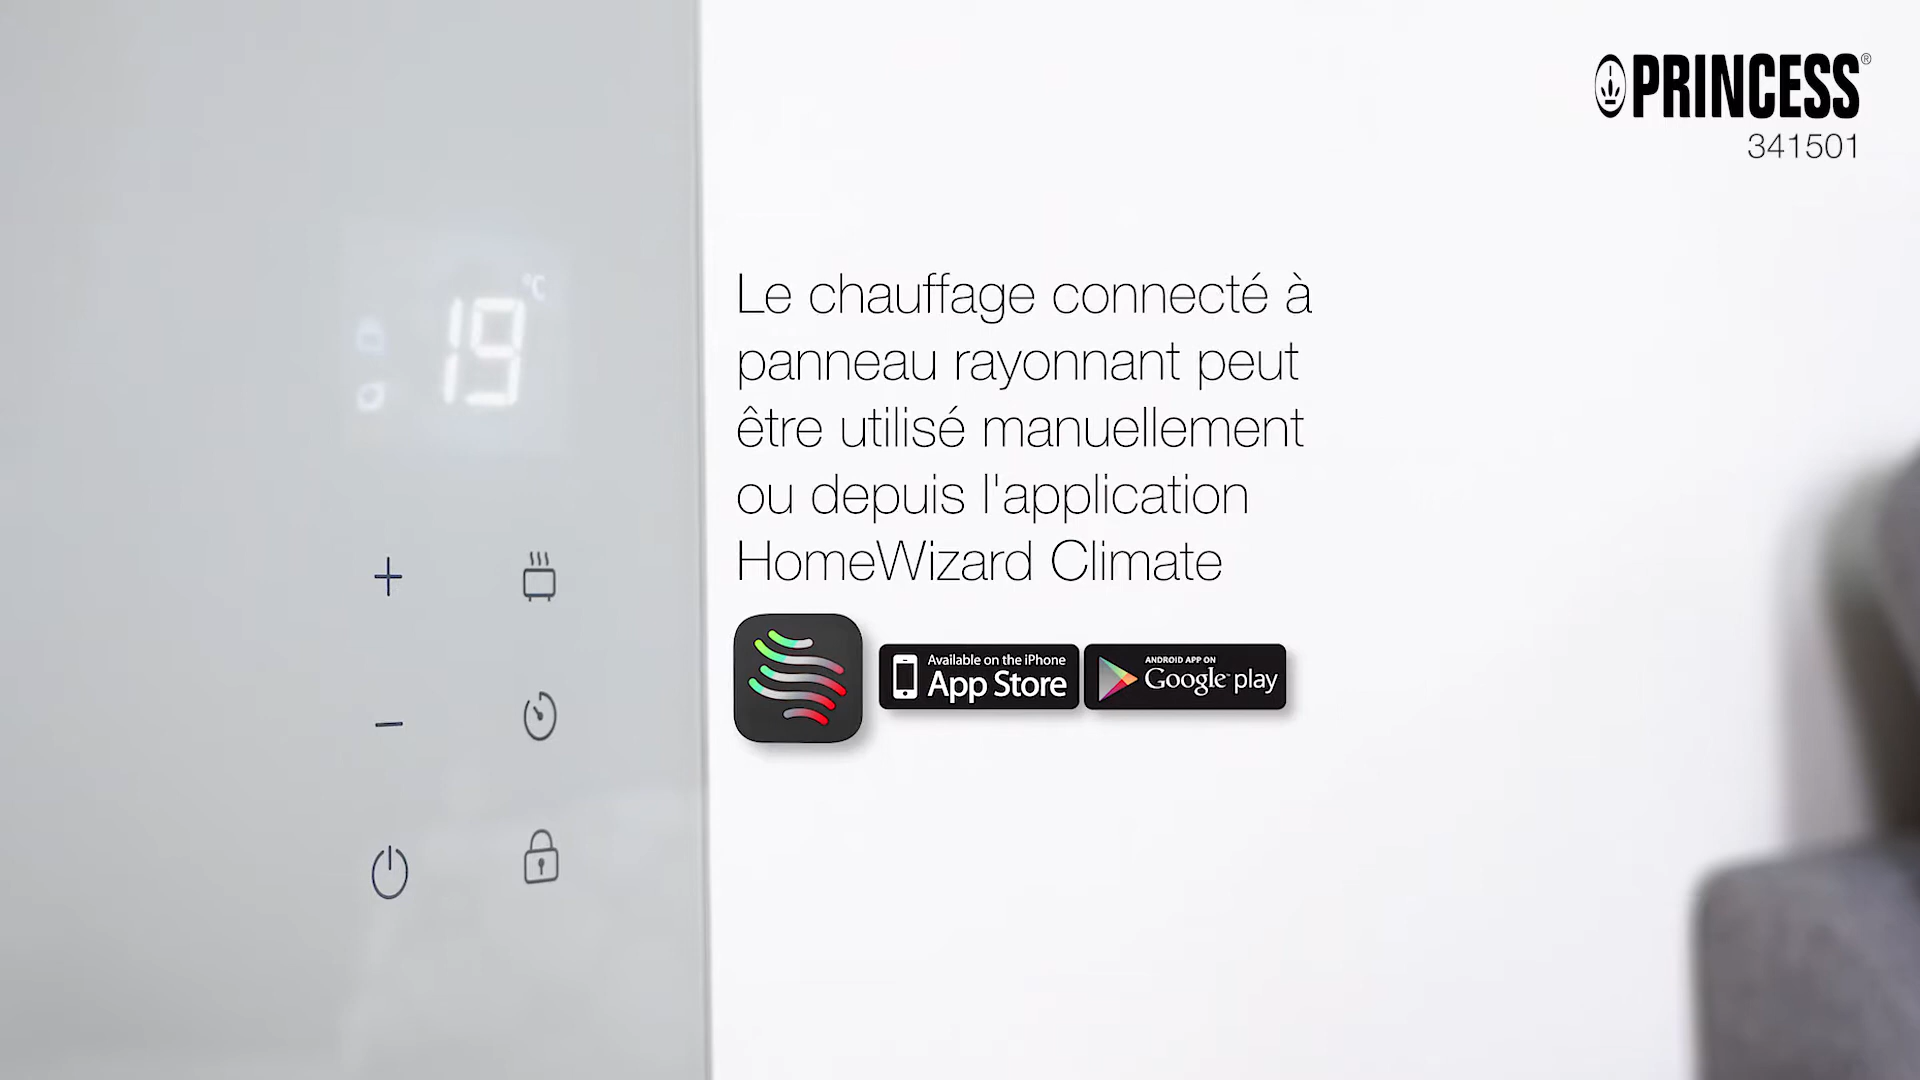 PRINCESS®
341501
°C
19
Le chauffage connecté à
panneau rayonnant peut
être utilisé manuellement
ou depuis l'application
HomeWizard Climate
Available on the iPhone
App Store
ANDROID APP ON
Google play